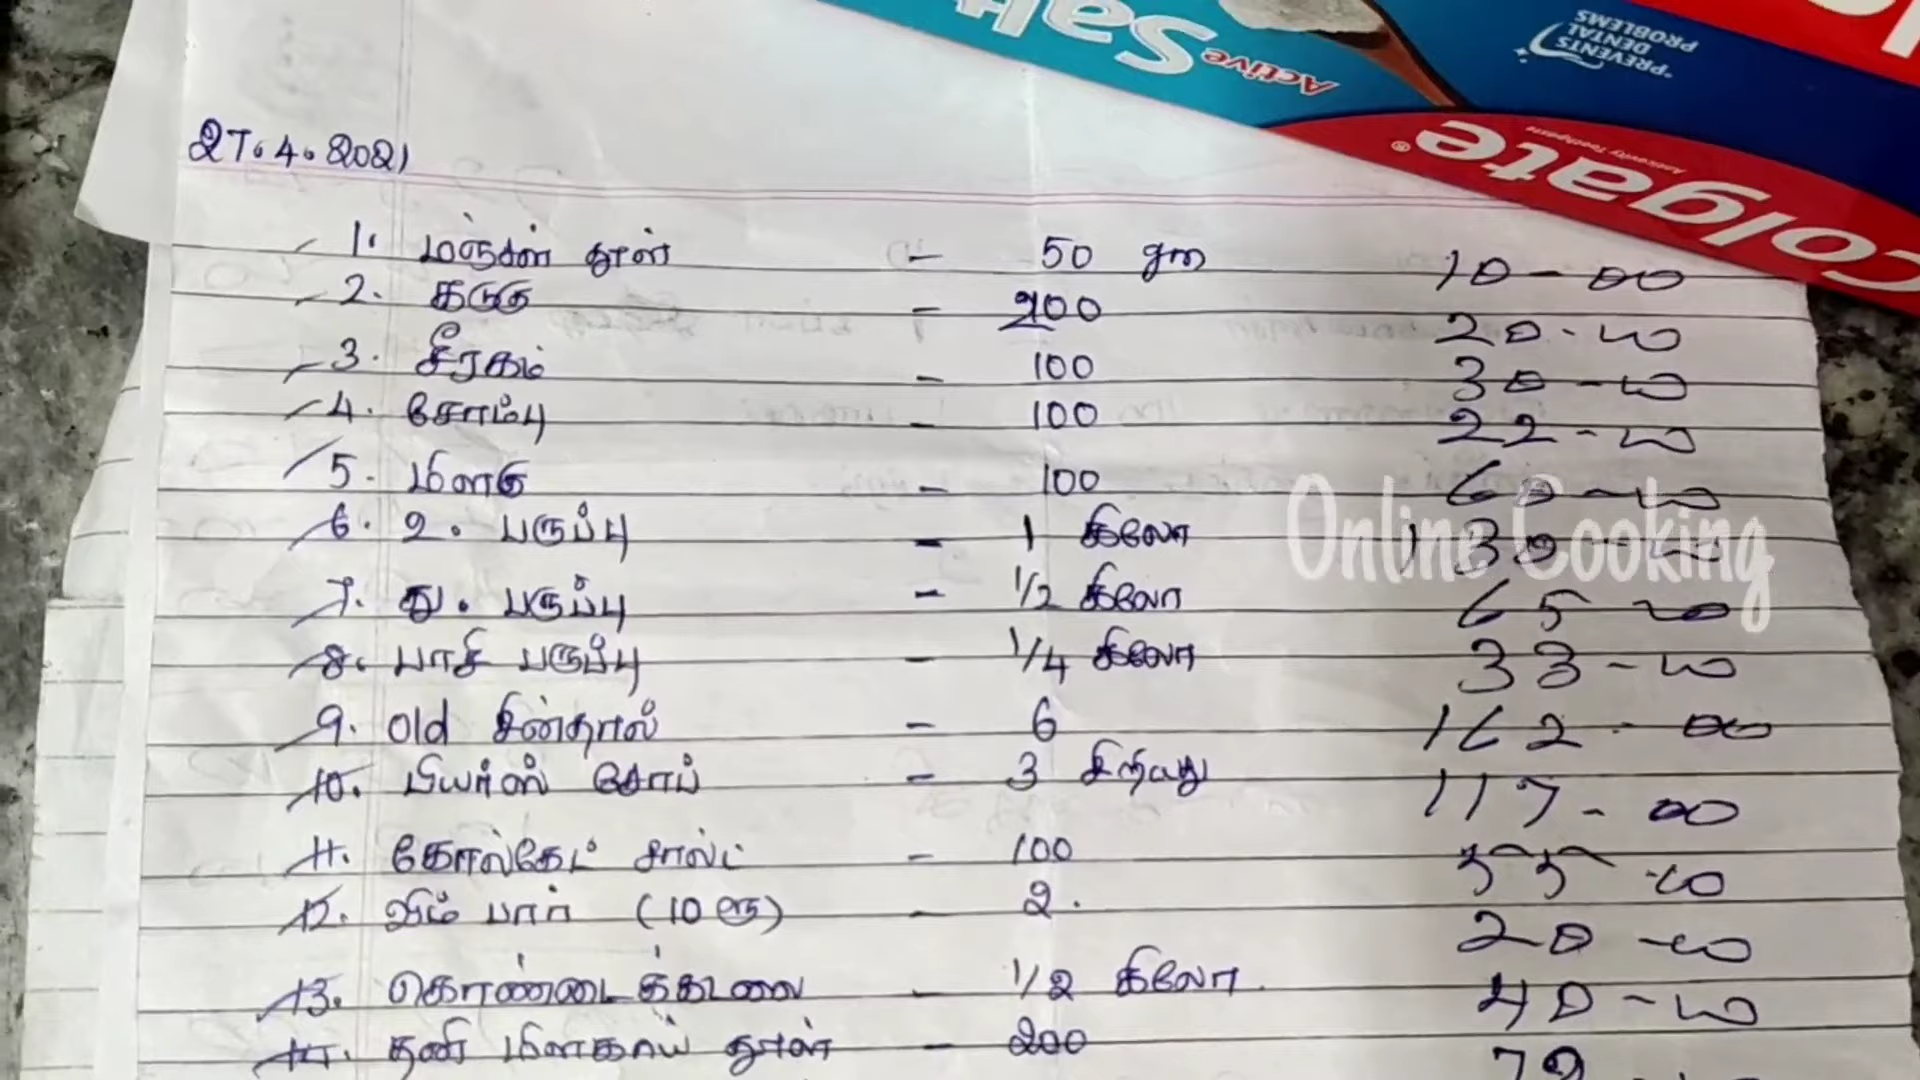 Active Salt
"PREVENTS DENTAL PROBLEMS
Colgate®
Anticavity Toothpaste
27.4.2021
1. மஞ்சள் தூள் - 50 கிராம் 10-00
2. கடுகு - 200 20-00
3. சீரகம் - 100 30-00
4. சோம்பு - 100 22-00
5. மிளகு - 100 60-00
6. உ. பருப்பு - 1 கிலோ 130-00
7. து. பருப்பு - 1/2 கிலோ 65-00
8. பாசி பருப்பு - 1/4 கிலோ 33-00
9. old சிந்தால் - 6 162-00
10. பியர்ஸ் சோப் - 3 சிறியது 117-00
11. கோல்கேட் சால்ட் - 100 55-00
12. விம் பார் (10 ரூ) - 2. 20-00
13. கொண்டைக்கடலை - 1/2 கிலோ. 40-00
14. தனி மிளகாய் தூள் - 200
Online Cooking